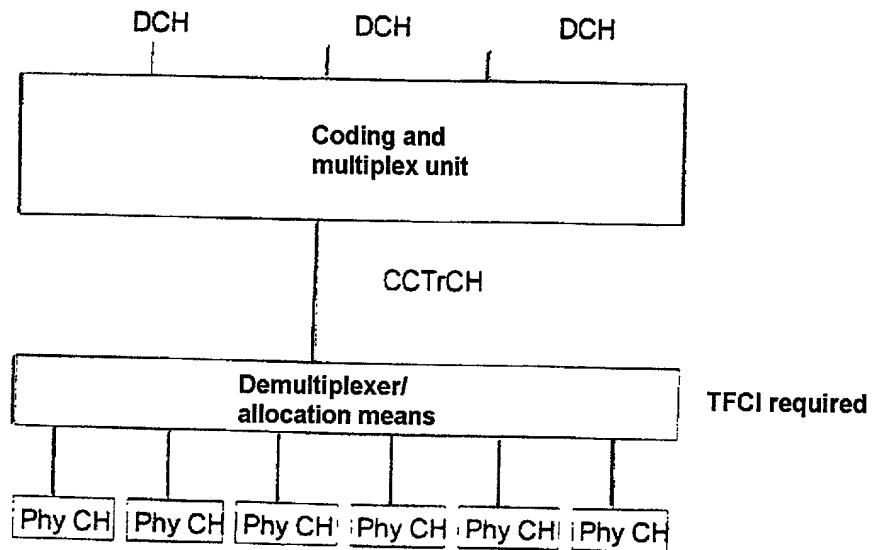 DCH DCH DCH
Coding and
multiplex unit
CCTrCH
Demultiplexer/
allocation means
TFCI required
Phy CH Phy CH Phy CH Phy CH Phy CH Phy CH